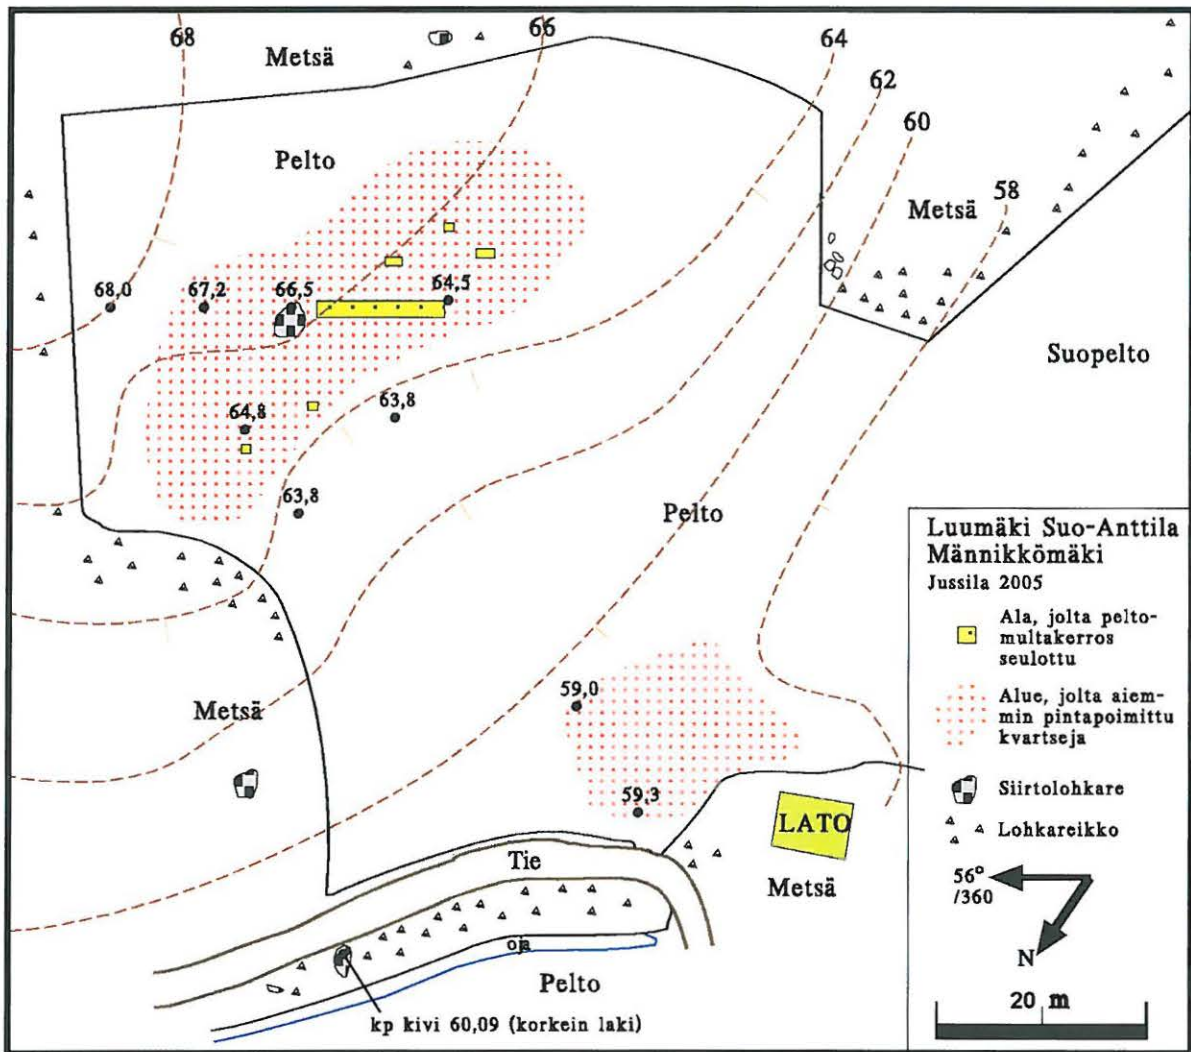 68
Metsä
66
64
62
60
Pelto
58
Metsä
68,0
67,2
66,5
64,5
Suopelto
64,8
63,8
63,8
Pelto
Luumäki Suo-Anttila
Männikkömäki
Jussila 2005
Ala, jolta pelto-
multakerros
seulottu
Alue, jolta aiem-
min pintapoimittu
kvartseja
Siirtolohkare
Lohkareikko
56°
/360
N
20 m
Metsä
59,0
59,3
LATO
Tie
Metsä
oja
Pelto
kp kivi 60,09 (korkein laki)